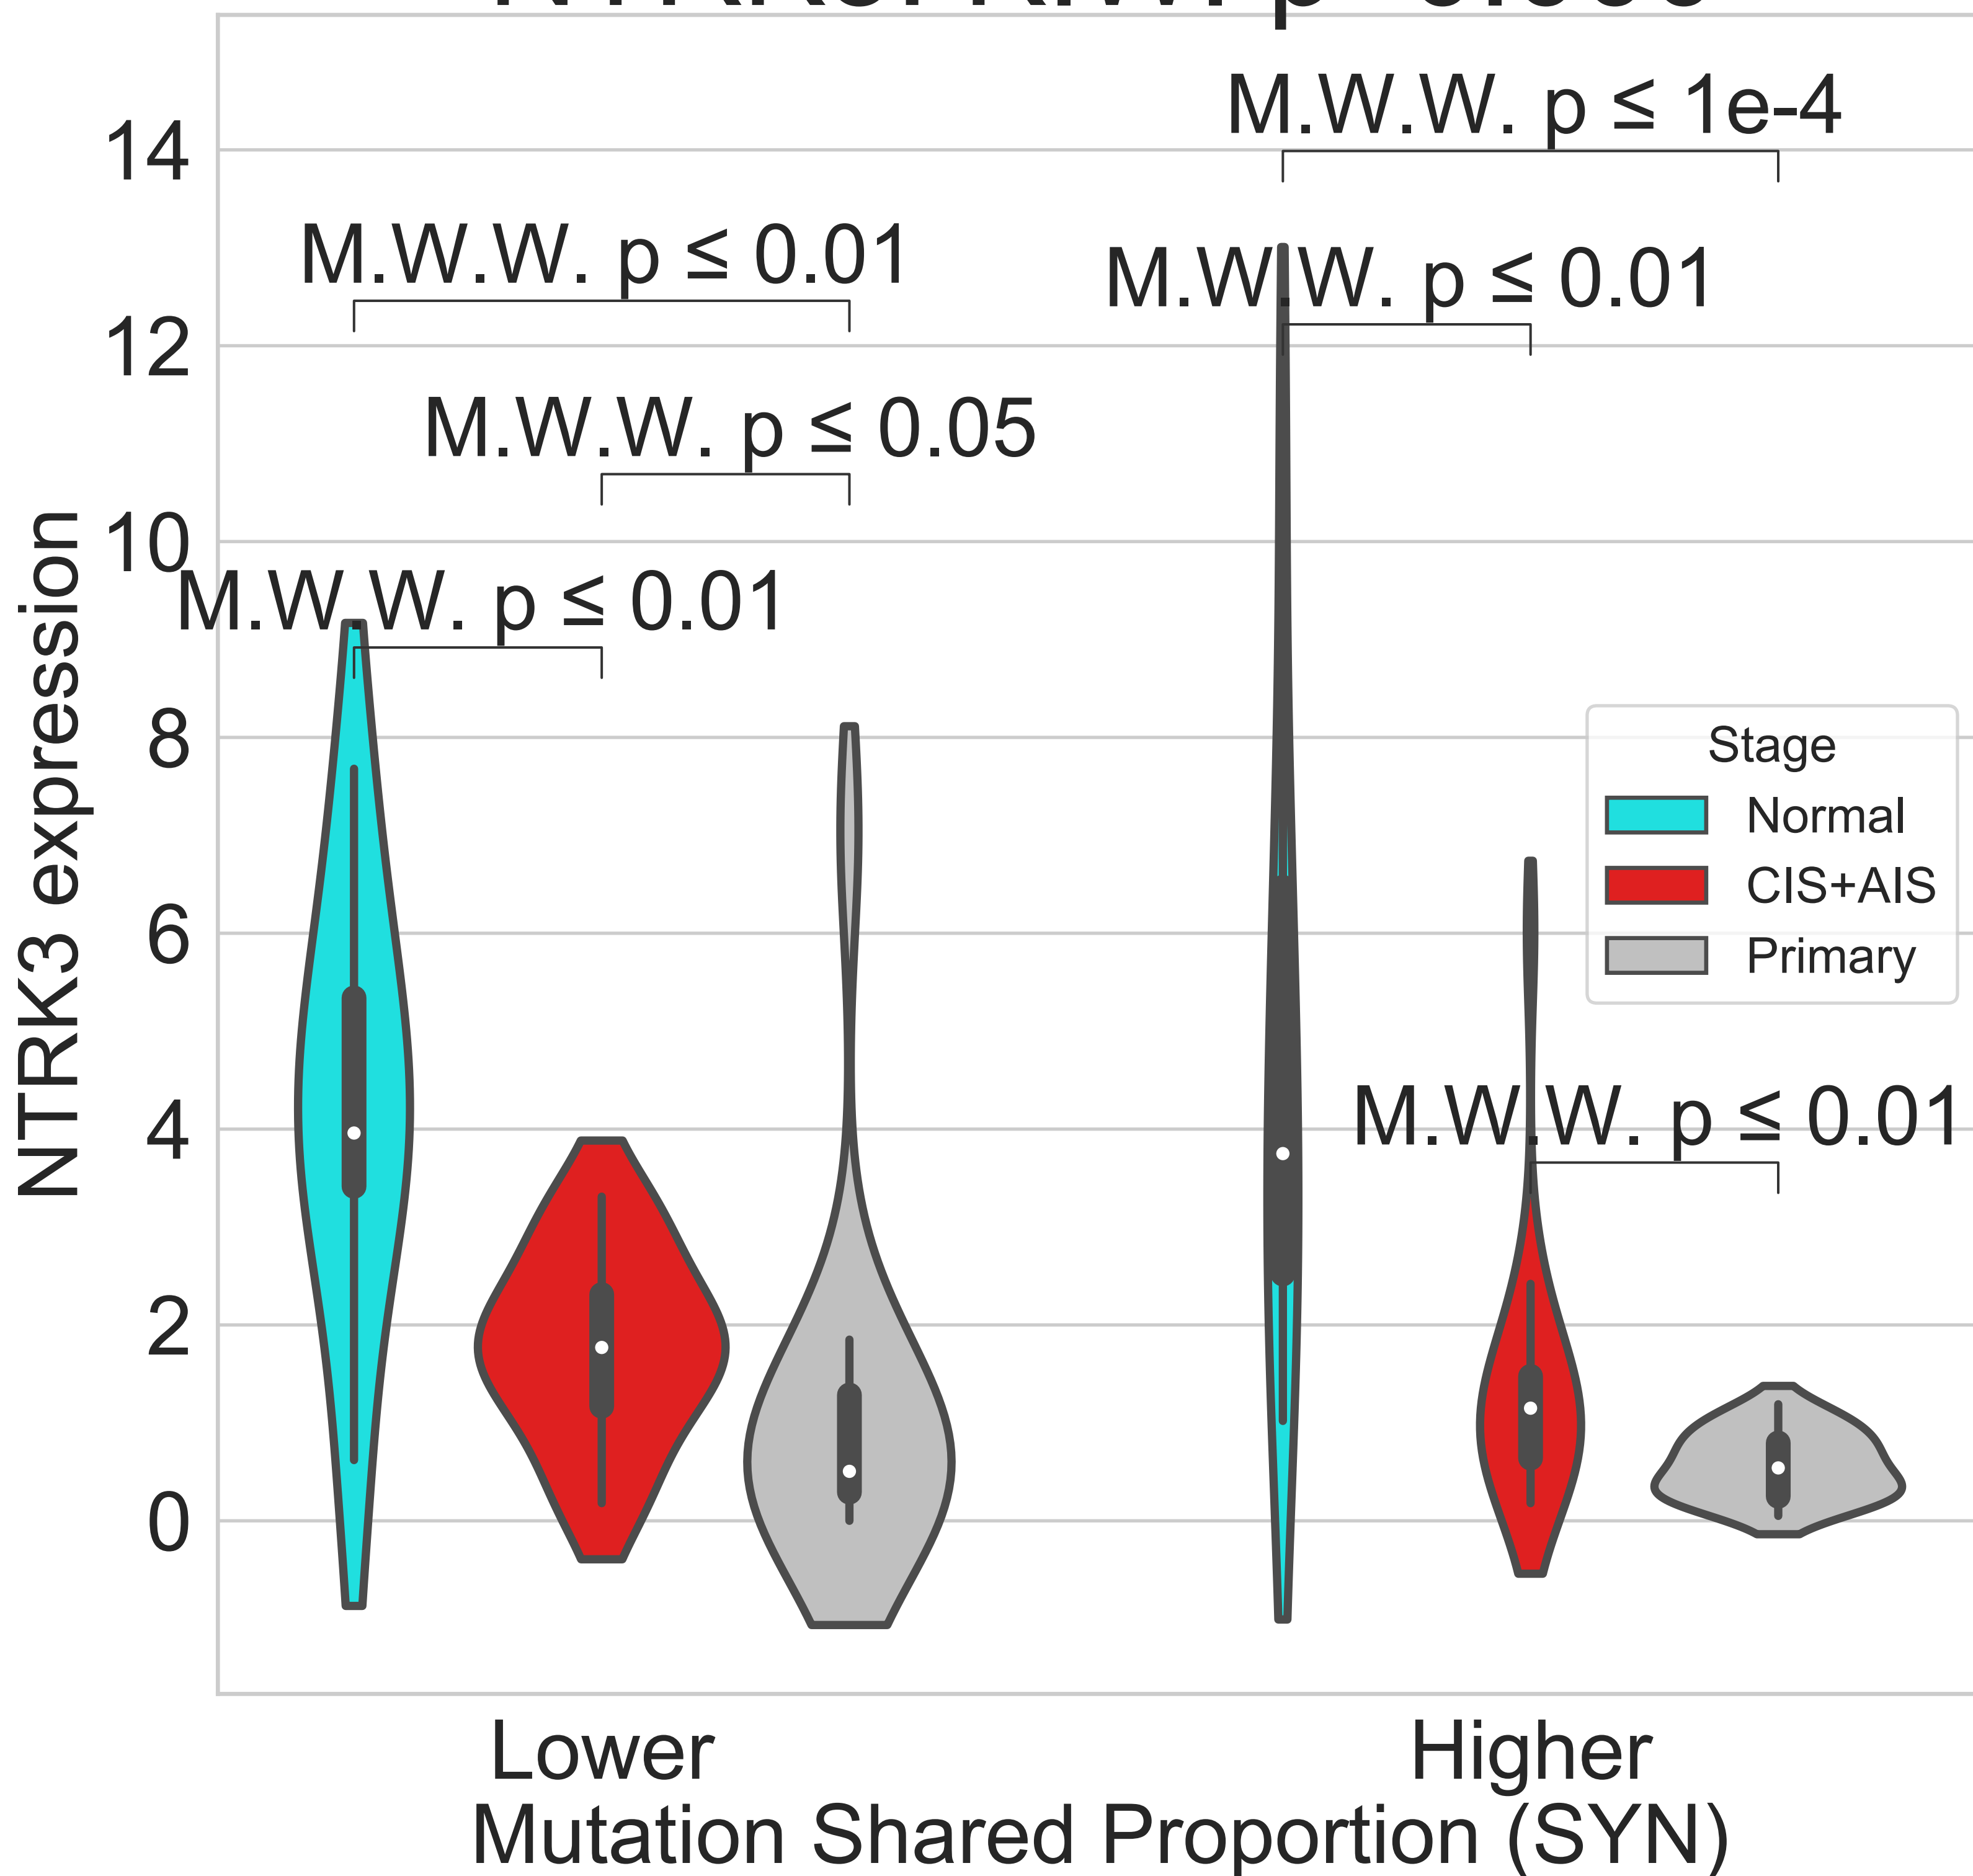 M.W.W. p ≤ 1e-4
M.W.W. p ≤ 0.01
M.W.W. p ≤ 0.01
M.W.W. p ≤ 0.05
M.W.W. p ≤ 0.01
M.W.W. p ≤ 0.01
14
12
10
8
6
4
2
0
NTRK3 expression
Stage
Normal
CIS+AIS
Primary
Lower
Higher
Mutation Shared Proportion (SYN)